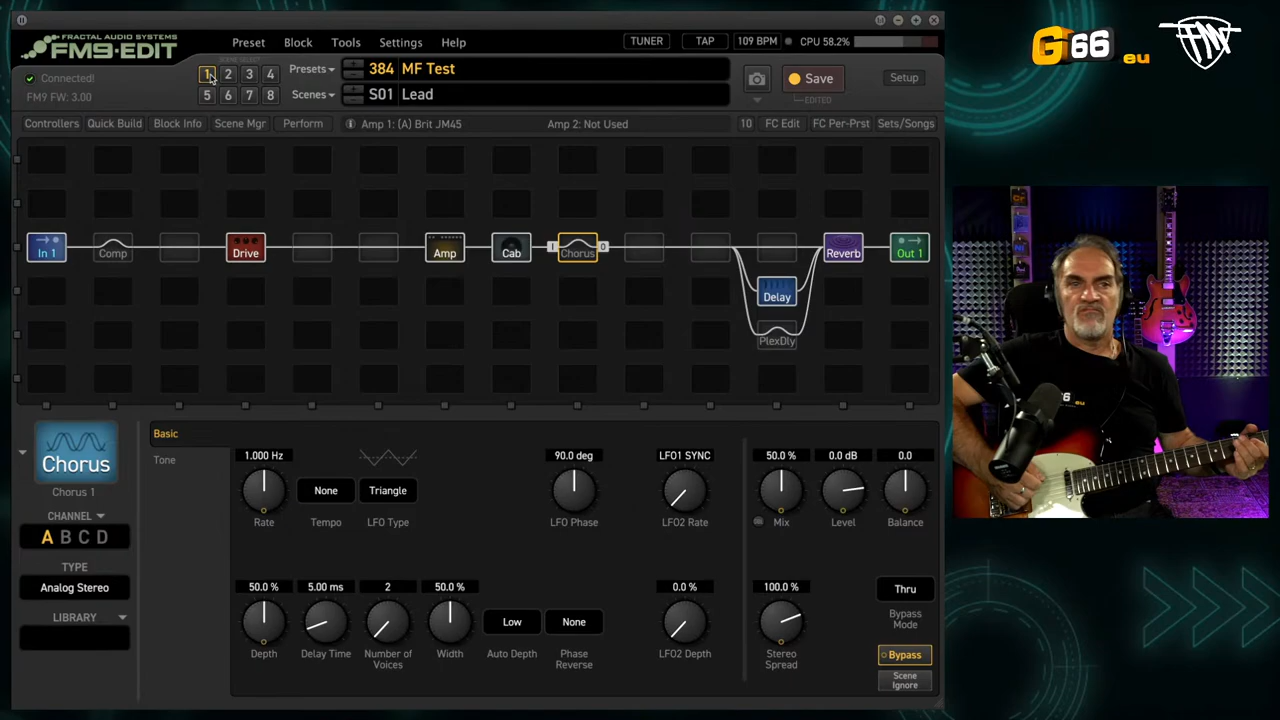 FRACTAL AUDIO SYSTEMS
FM9-EDIT
Preset Block Tools Settings Help
TUNER TAP 109 BPM CPU 58.2%
G 66 eu
Connected!
FM9 FW: 3.00
SCENE SELECT
1 2 3 4
5 6 7 8
Presets 384 MF Test
Scenes S01 Lead
Save
EDITED
Setup
Controllers Quick Build Block Info Scene Mgr Perform Amp 1: (A) Brit JM45 Amp 2: Not Used 10 FC Edit FC Per-Prst Sets/Songs
In 1 Comp Drive Amp Cab Chorus Reverb Out 1
Delay
PlexDly
Chorus
Chorus 1
CHANNEL
A B C D
TYPE
Analog Stereo
LIBRARY
Basic
Tone
1.000 Hz 90.0 deg LFO1 SYNC 50.0 % 0.0 dB 0.0
None Triangle
Rate Tempo LFO Type LFO Phase LFO2 Rate Mix Level Balance
50.0 % 5.00 ms 2 50.0 % 0.0 % 100.0 % Thru
Low None
Depth Delay Time Number of Voices Width Auto Depth Phase Reverse LFO2 Depth Stereo Spread Bypass Mode
Bypass
Scene Ignore
66 eu